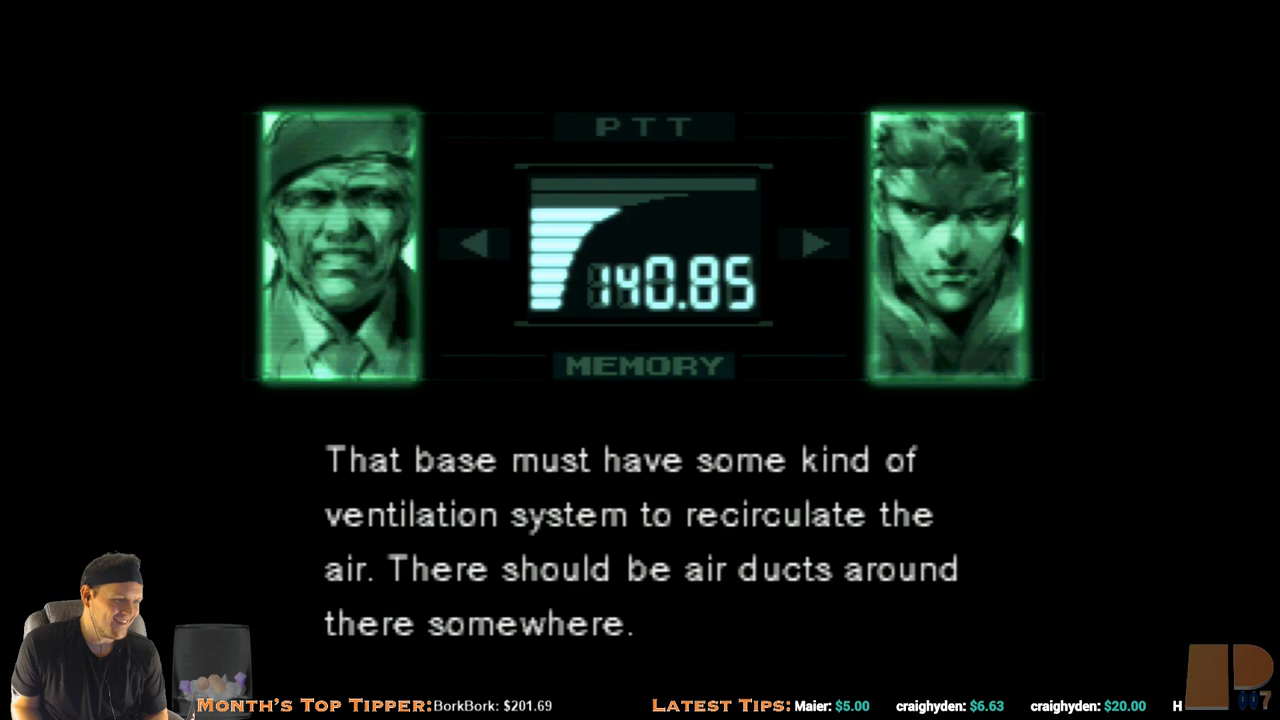 PTT
140.85
MEMORY
That base must have some kind of
ventilation system to recirculate the
air. There should be air ducts around
there somewhere.
MONTH'S TOP TIPPER: BorkBork: $201.69
LATEST TIPS: Maier: $5.00 craighyden: $6.63 craighyden: $20.00 H
007